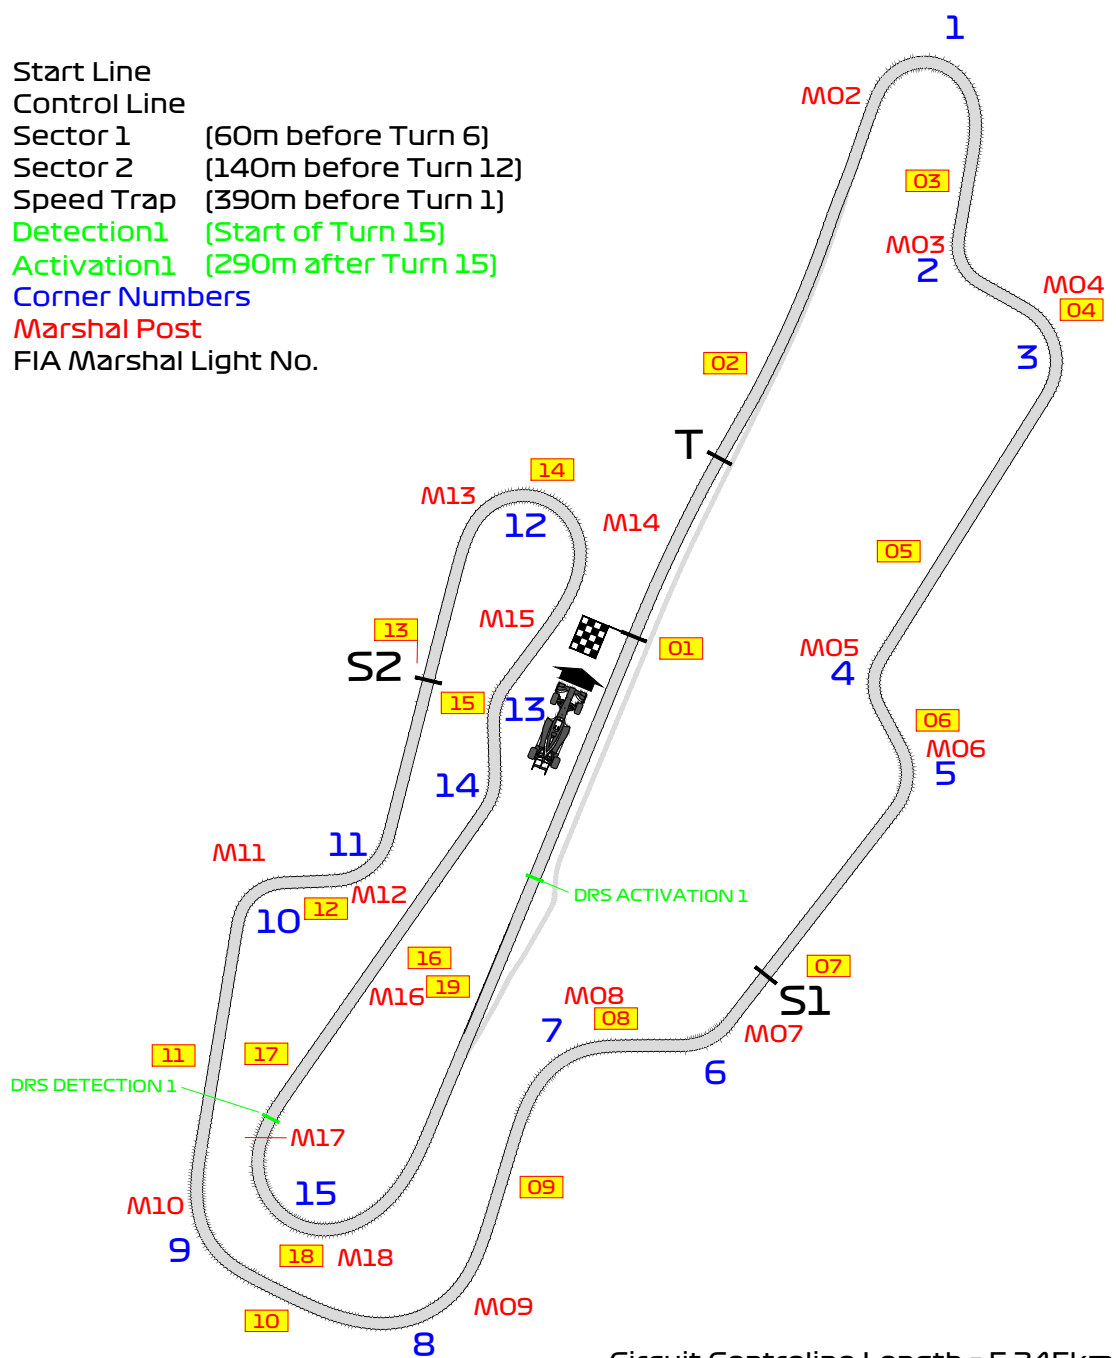 1
Start Line
Control Line
Sector 1 (60m before Turn 6)
Sector 2 (140m before Turn 12)
Speed Trap (390m before Turn 1)
Detection1 (Start of Turn 15)
Activation1 (290m after Turn 15)
Corner Numbers
Marshal Post
FIA Marshal Light No.
M02
03
M03
2
M04
04
3
02
T
14
M13
12
M14
05
M15
13
S2
01
M05
4
15
13
06
M06
5
14
11
M11
M12
12
10
DRS ACTIVATION 1
16
19
M16
07
S1
M08
08
7
M07
6
11
17
DRS DETECTION 1
M17
15
09
M10
9
18
M18
M09
10
8